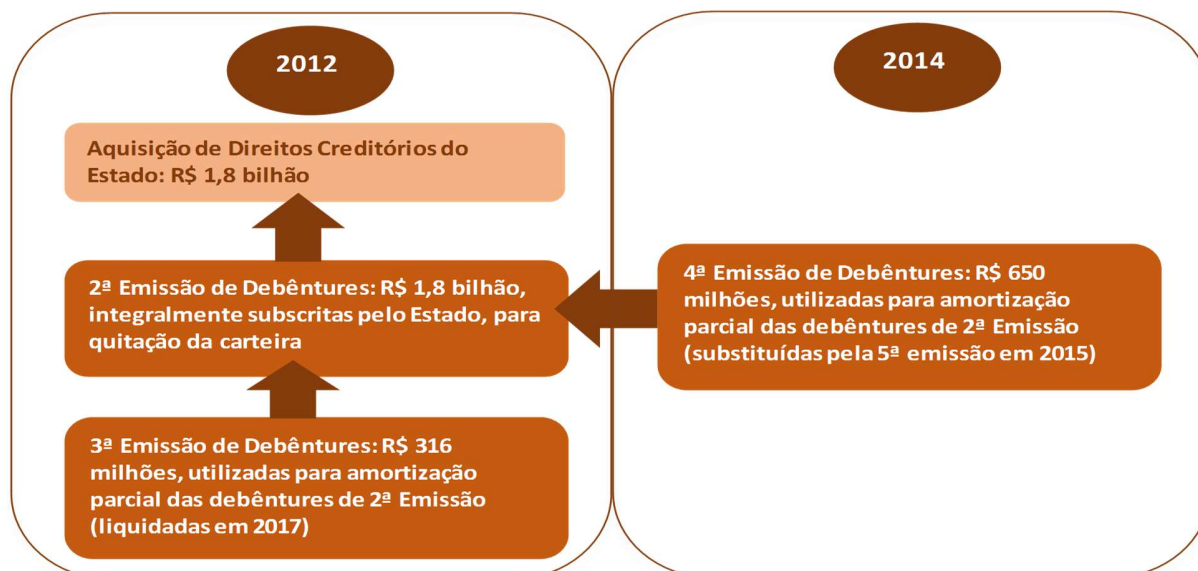 2012
Aquisição de Direitos Creditórios do
Estado: R$ 1,8 bilhão
2ª Emissão de Debêntures: R$ 1,8 bilhão,
integralmente subscritas pelo Estado, para
quitação da carteira
3ª Emissão de Debêntures: R$ 316
milhões, utilizadas para amortização
parcial das debêntures de 2ª Emissão
(liquidadas em 2017)
2014
4ª Emissão de Debêntures: R$ 650
milhões, utilizadas para amortização
parcial das debêntures de 2ª Emissão
(substituídas pela 5ª emissão em 2015)